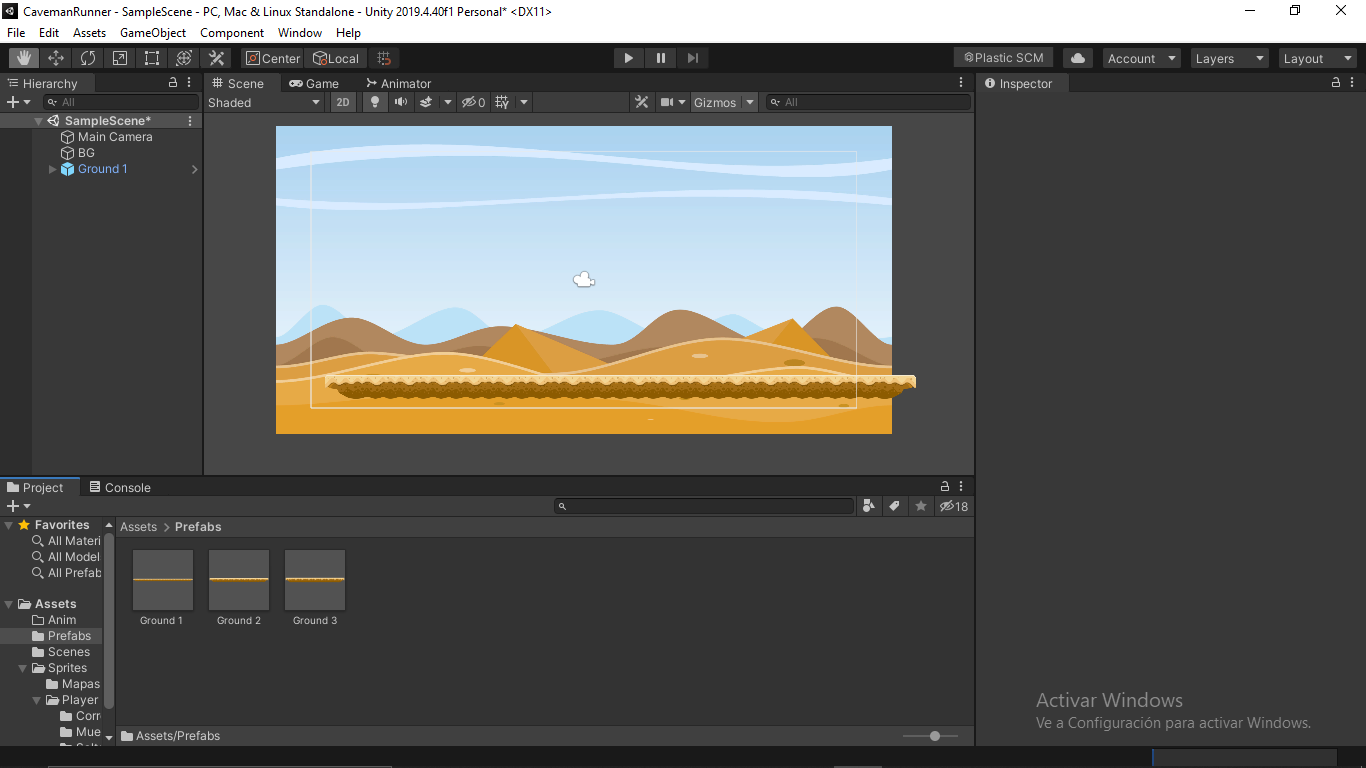 CavemanRunner - SampleScene - PC, Mac & Linux Standalone - Unity 2019.4.40f1 Personal* <DX11>
File Edit Assets GameObject Component Window Help
Center Local Plastic SCM Account Layers Layout
Hierarchy
All
SampleScene*
Main Camera
BG
Ground 1
Scene Game Animator
Shaded 2D 0 Gizmos All
Inspector
Project Console
18
Favorites
All Materi
All Model
All Prefab
Assets
Anim
Prefabs
Scenes
Sprites
Mapas
Player
Corr
Mue
Salt
Assets > Prefabs
Ground 1 Ground 2 Ground 3
Assets/Prefabs
Activar Windows
Ve a Configuración para activar Windows.